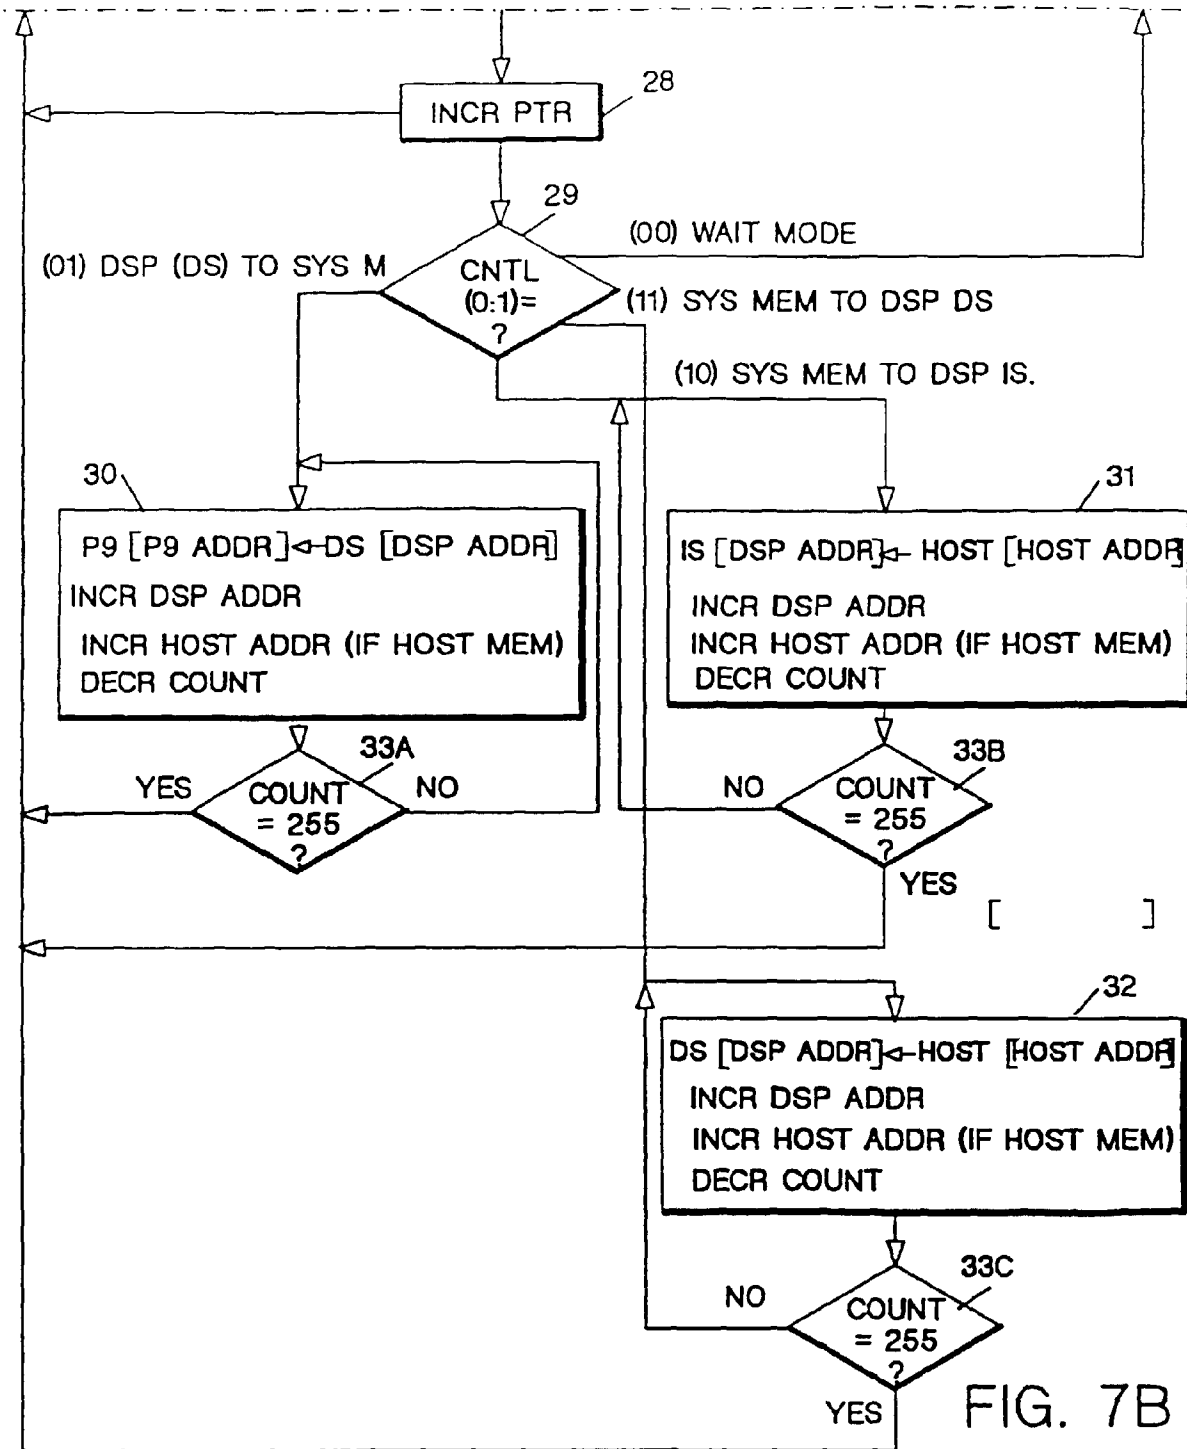 28
INCR PTR
29
(00) WAIT MODE
(01) DSP (DS) TO SYS M
CNTL
(0:1)=
?
(11) SYS MEM TO DSP DS
(10) SYS MEM TO DSP IS.
30
P9 [P9 ADDR]◁-DS [DSP ADDR]
INCR DSP ADDR
INCR HOST ADDR (IF HOST MEM)
DECR COUNT
31
IS [DSP ADDR]◁- HOST [HOST ADDR]
INCR DSP ADDR
INCR HOST ADDR (IF HOST MEM)
DECR COUNT
33A
YES
COUNT
= 255
?
NO
33B
NO
COUNT
= 255
?
YES
[ ]
32
DS [DSP ADDR]◁-HOST [HOST ADDR]
INCR DSP ADDR
INCR HOST ADDR (IF HOST MEM)
DECR COUNT
33C
NO
COUNT
= 255
?
YES
FIG. 7B